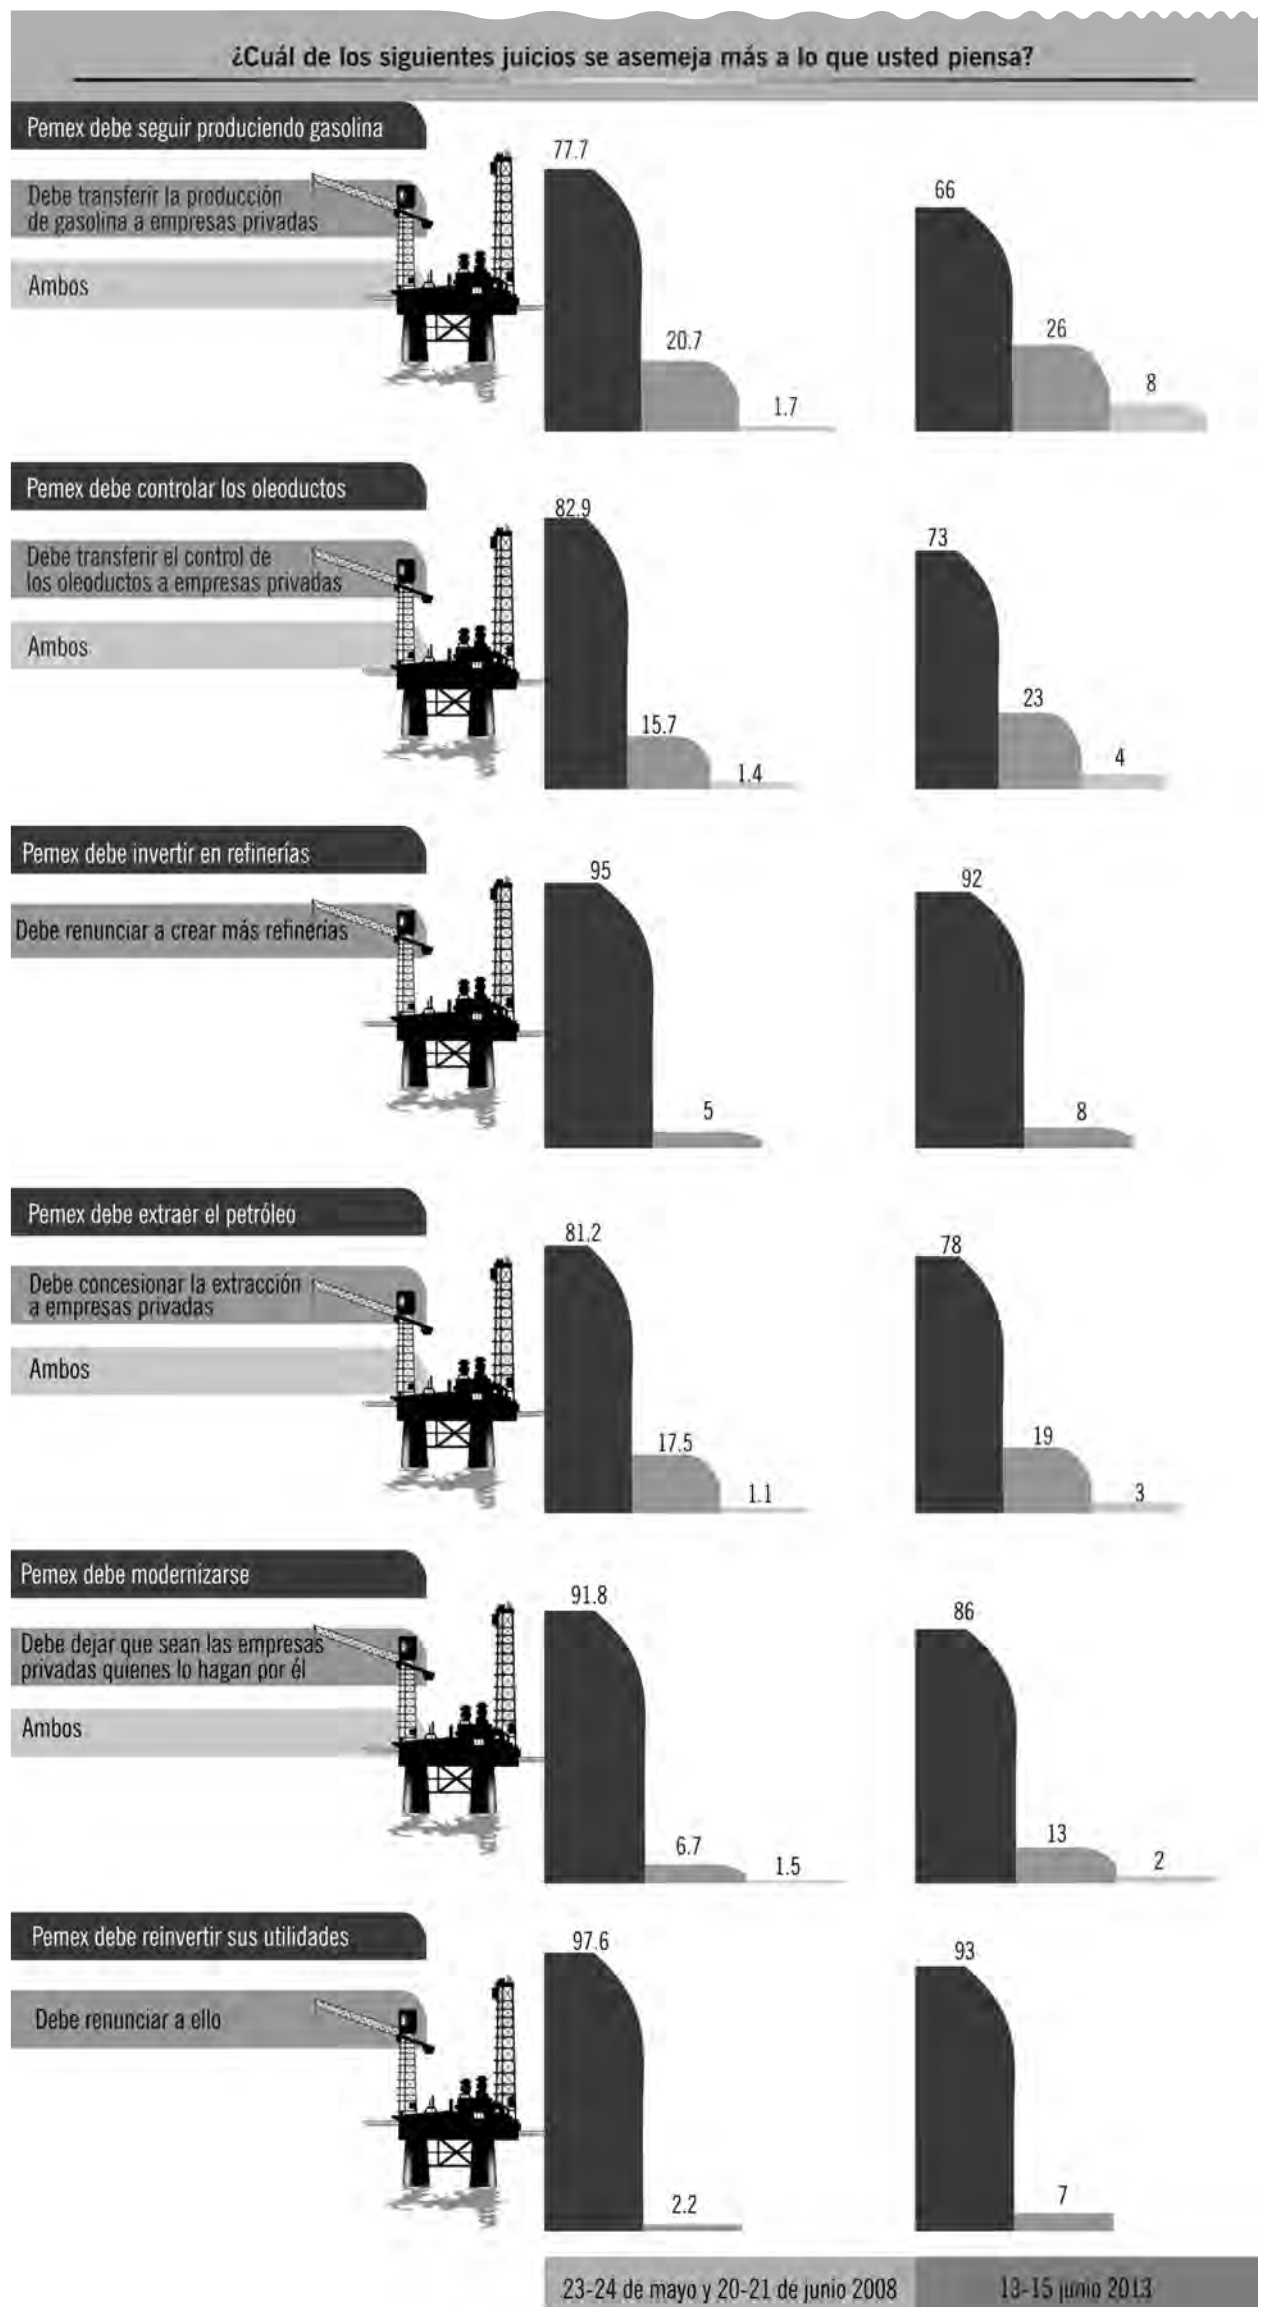 ¿Cuál de los siguientes juicios se asemeja más a lo que usted piensa?
Pemex debe seguir produciendo gasolina
Debe transferir la producción
de gasolina a empresas privadas
Ambos
77.7
20.7
1.7
66
26
8
Pemex debe controlar los oleoductos
Debe transferir el control de
los oleoductos a empresas privadas
Ambos
82.9
15.7
1.4
73
23
4
Pemex debe invertir en refinerías
Debe renunciar a crear más refinerías
95
5
92
8
Pemex debe extraer el petróleo
Debe concesionar la extracción
a empresas privadas
Ambos
81.2
17.5
1.1
78
19
3
Pemex debe modernizarse
Debe dejar que sean las empresas
privadas quienes lo hagan por él
Ambos
91.8
6.7
1.5
86
13
2
Pemex debe reinvertir sus utilidades
Debe renunciar a ello
97.6
2.2
93
7
23-24 de mayo y 20-21 de junio 2008
13-15 junio 2013